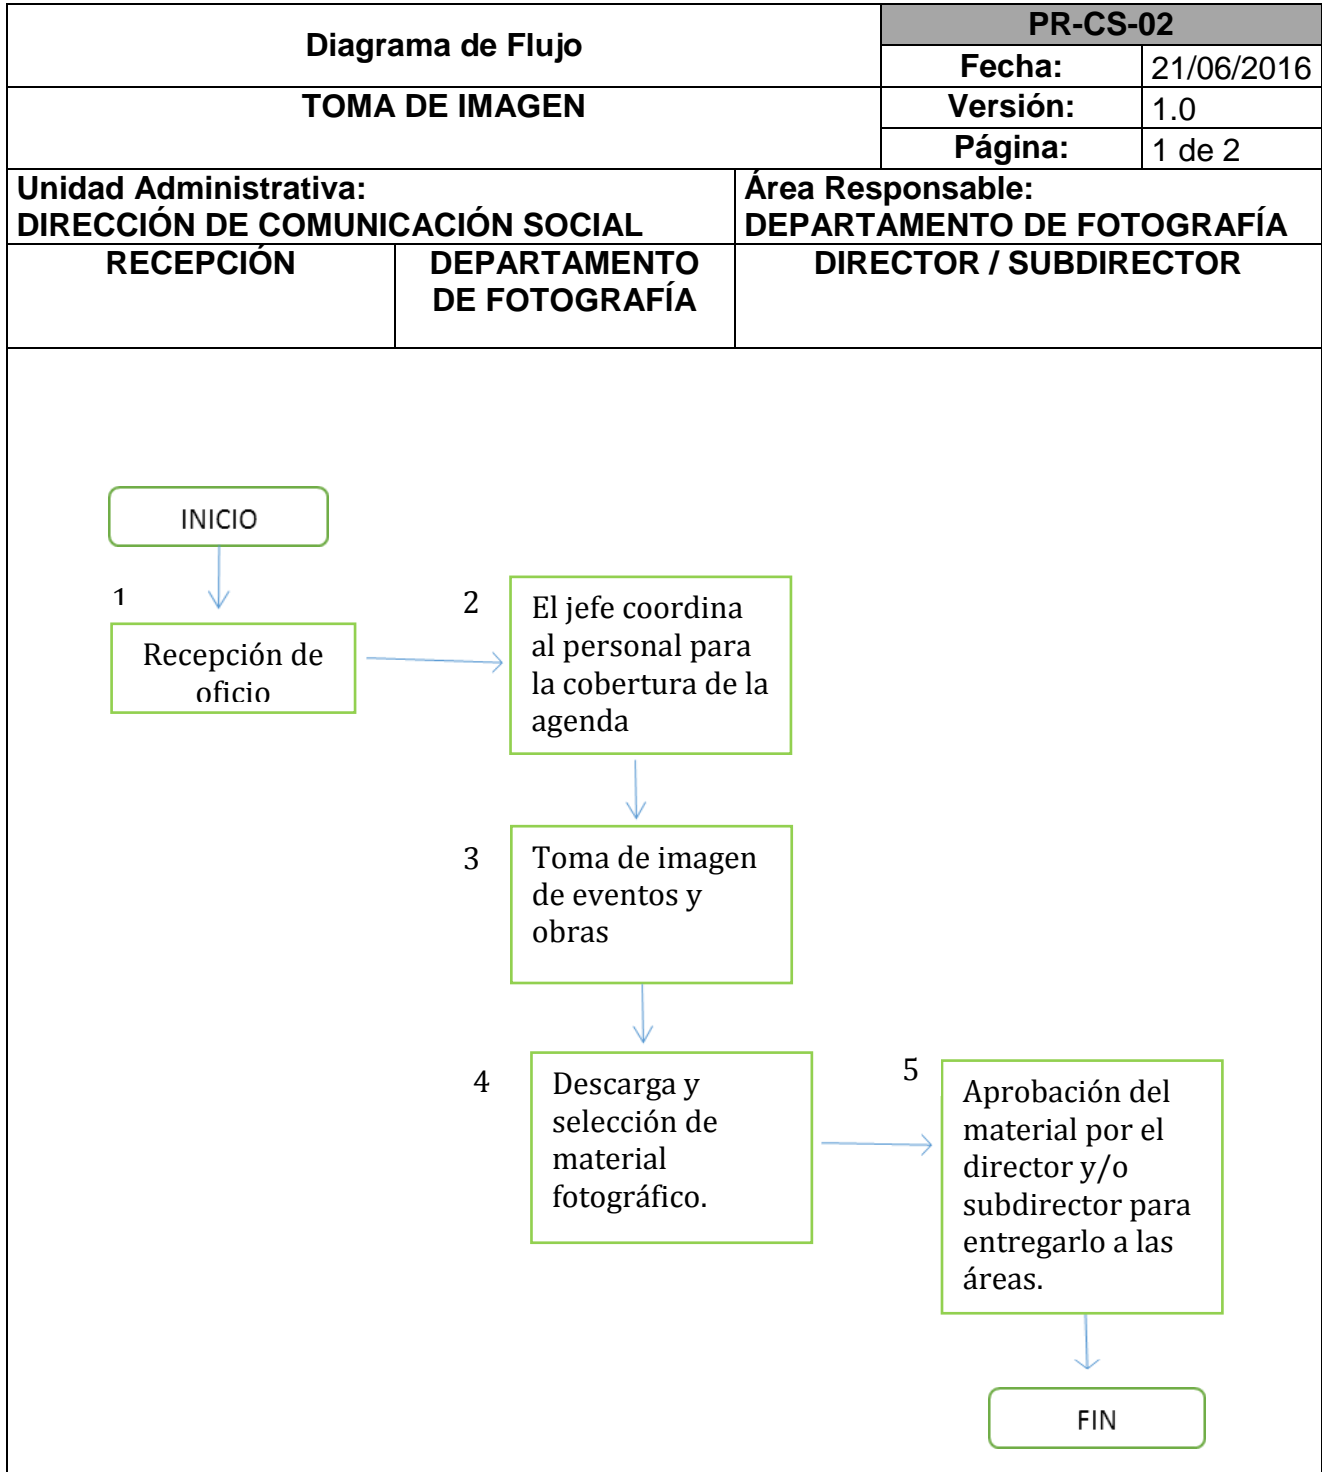 Diagrama de Flujo
PR-CS-02
Fecha: 21/06/2016
TOMA DE IMAGEN
Versión: 1.0
Página: 1 de 2
Unidad Administrativa:
DIRECCIÓN DE COMUNICACIÓN SOCIAL
Área Responsable:
DEPARTAMENTO DE FOTOGRAFÍA
RECEPCIÓN
DEPARTAMENTO
DE FOTOGRAFÍA
DIRECTOR / SUBDIRECTOR
INICIO
1
Recepción de
oficio
2
El jefe coordina
al personal para
la cobertura de la
agenda
3
Toma de imagen
de eventos y
obras
4
Descarga y
selección de
material
fotográfico.
5
Aprobación del
material por el
director y/o
subdirector para
entregarlo a las
áreas.
FIN